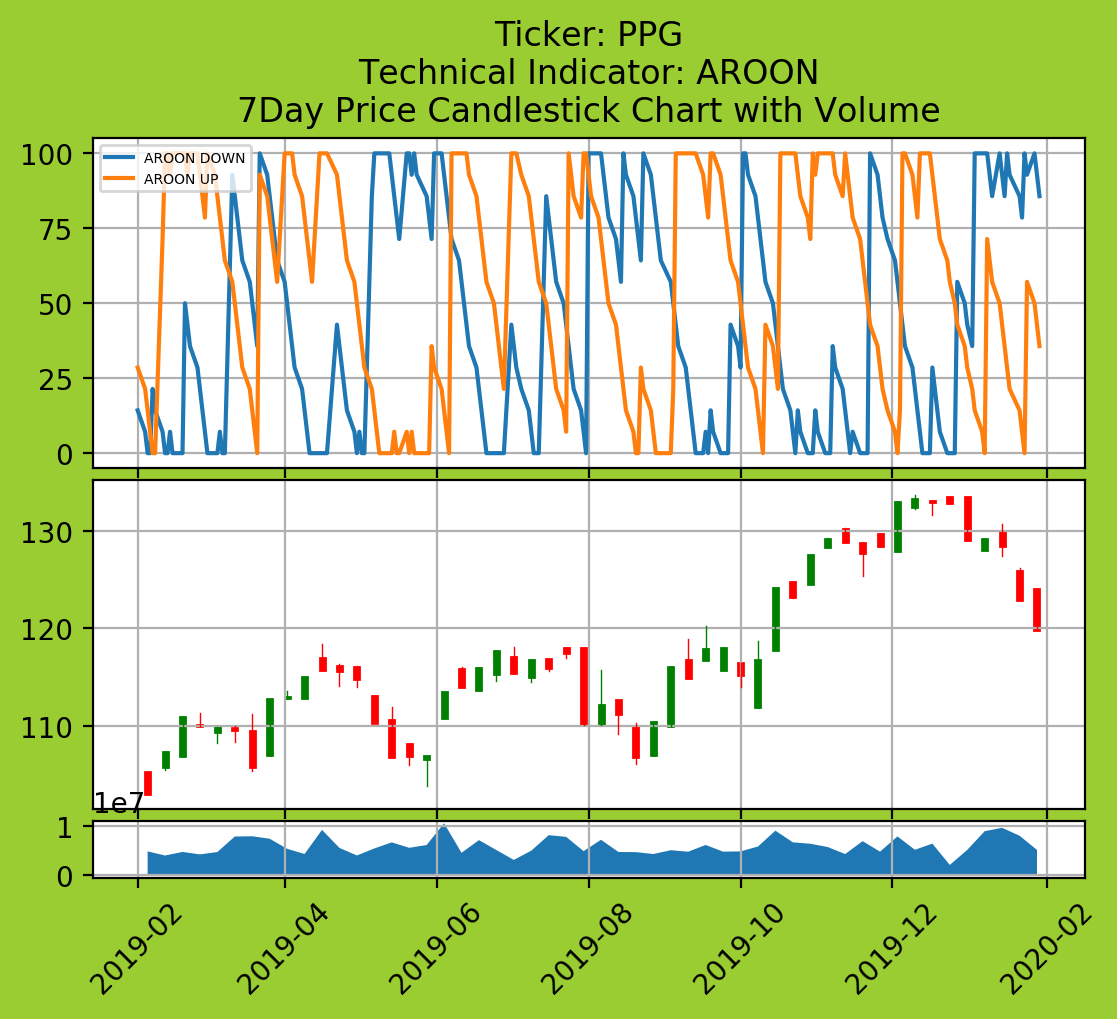 Ticker: PPG
Technical Indicator: AROON
7Day Price Candlestick Chart with Volume
AROON DOWN
AROON UP
100
75
50
25
0
130
120
110
1e7
1
0
2019-02
2019-04
2019-06
2019-08
2019-10
2019-12
2020-02